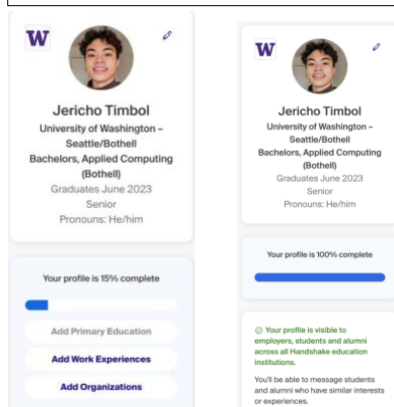 W
Jericho Timbol
University of Washington –
Seattle/Bothell
Bachelors, Applied Computing
(Bothell)
Graduates June 2023
Senior
Pronouns: He/him
Your profile is 15% complete
Add Primary Education
Add Work Experiences
Add Organizations
W
Jericho Timbol
University of Washington –
Seattle/Bothell
Bachelors, Applied Computing
(Bothell)
Graduates June 2023
Senior
Pronouns: He/him
Your profile is 100% complete
Your profile is visible to
employers, students and alumni
across all Handshake education
institutions.
You'll be able to message students
and alumni who have similar interests
or experiences.